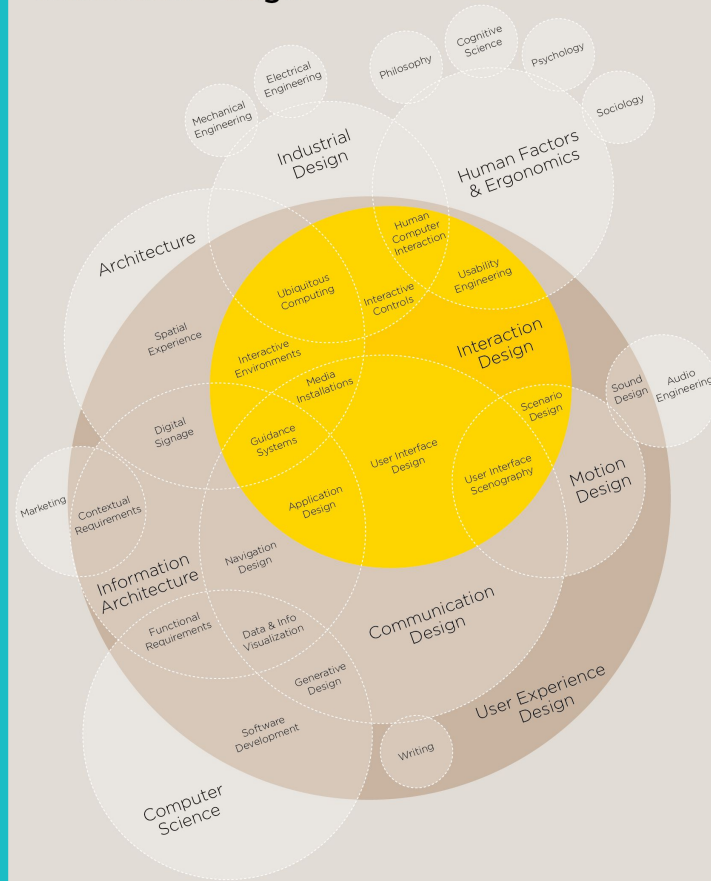 Cognitive
Science
Philosophy
Psychology
Electrical
Engineering
Mechanical
Engineering
Sociology
Industrial
Design
Human Factors
& Ergonomics
Architecture
Human
Computer
Interaction
Usability
Engineering
Ubiquitous
Computing
Interactive
Controls
Spatial
Experience
Interactive
Environments
Interaction
Design
Media
Installations
Sound
Design
Audio
Engineering
Scenario
Design
Digital
Signage
Guidance
Systems
User Interface
Design
User Interface
Scenography
Motion
Design
Marketing
Contextual
Requirements
Application
Design
Information
Architecture
Navigation
Design
Functional
Requirements
Data & Info
Visualization
Communication
Design
Generative
Design
User Experience
Design
Software
Development
Writing
Computer
Science